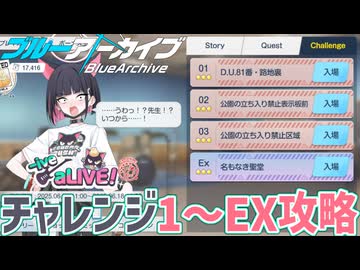 ブルーアーカイブ
BlueArchive
17,416
Story
Quest
Challenge
01
D.U.81番・路地裏
入場
02
公園の立ち入り禁止表示板前
入場
03
公園の立ち入り禁止区域
入場
Ex
名もなき聖堂
入場
……うわっ!?先生!?
いつから……!
-ive
aLIVE!
チャレンジ1～EX攻略